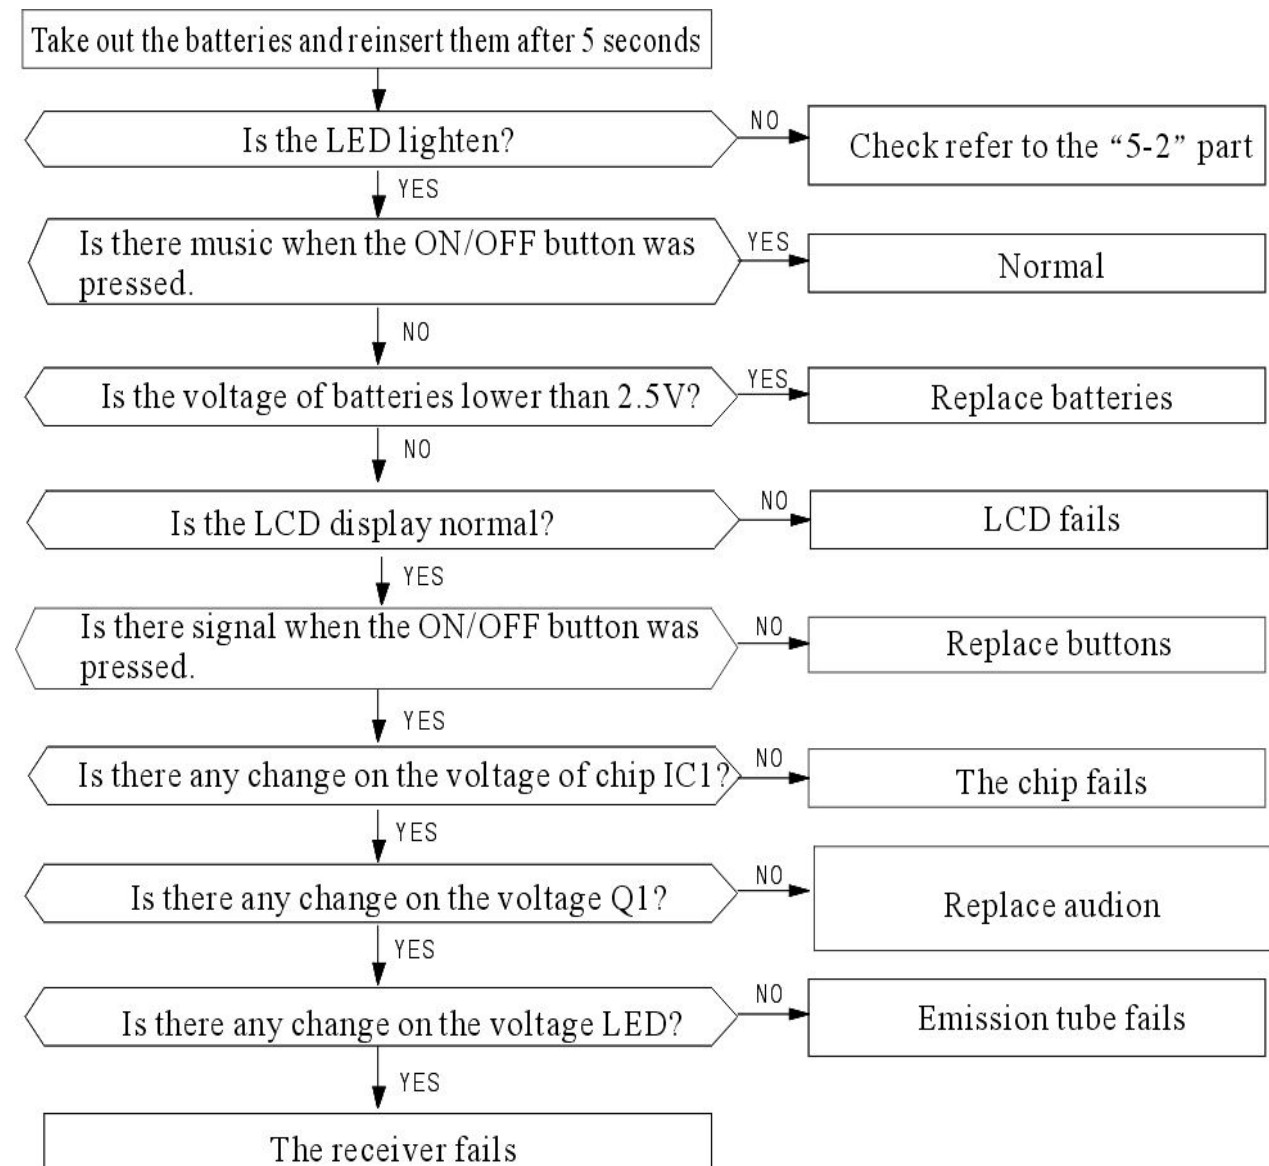 Take out the batteries and reinsert them after 5 seconds
Is the LED lighten?
NO
Check refer to the “5-2” part
YES
Is there music when the ON/OFF button was
pressed.
YES
Normal
NO
Is the voltage of batteries lower than 2.5V?
YES
Replace batteries
NO
Is the LCD display normal?
NO
LCD fails
YES
Is there signal when the ON/OFF button was
pressed.
NO
Replace buttons
YES
Is there any change on the voltage of chip IC1?
NO
The chip fails
YES
Is there any change on the voltage Q1?
NO
Replace audion
YES
Is there any change on the voltage LED?
NO
Emission tube fails
YES
The receiver fails